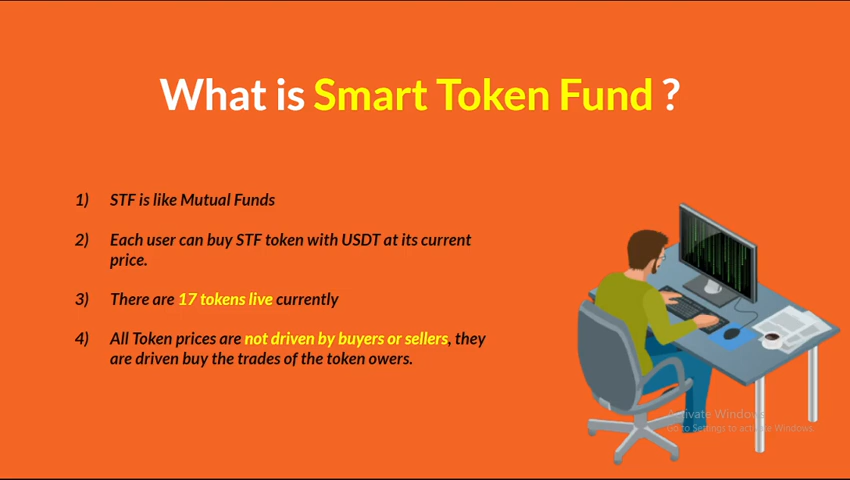 What is Smart Token Fund ?
1) STF is like Mutual Funds
2) Each user can buy STF token with USDT at its current
price.
3) There are 17 tokens live currently
4) All Token prices are not driven by buyers or sellers, they
are driven buy the trades of the token owers.
Activate Windows
Go to Settings to activate Windows.